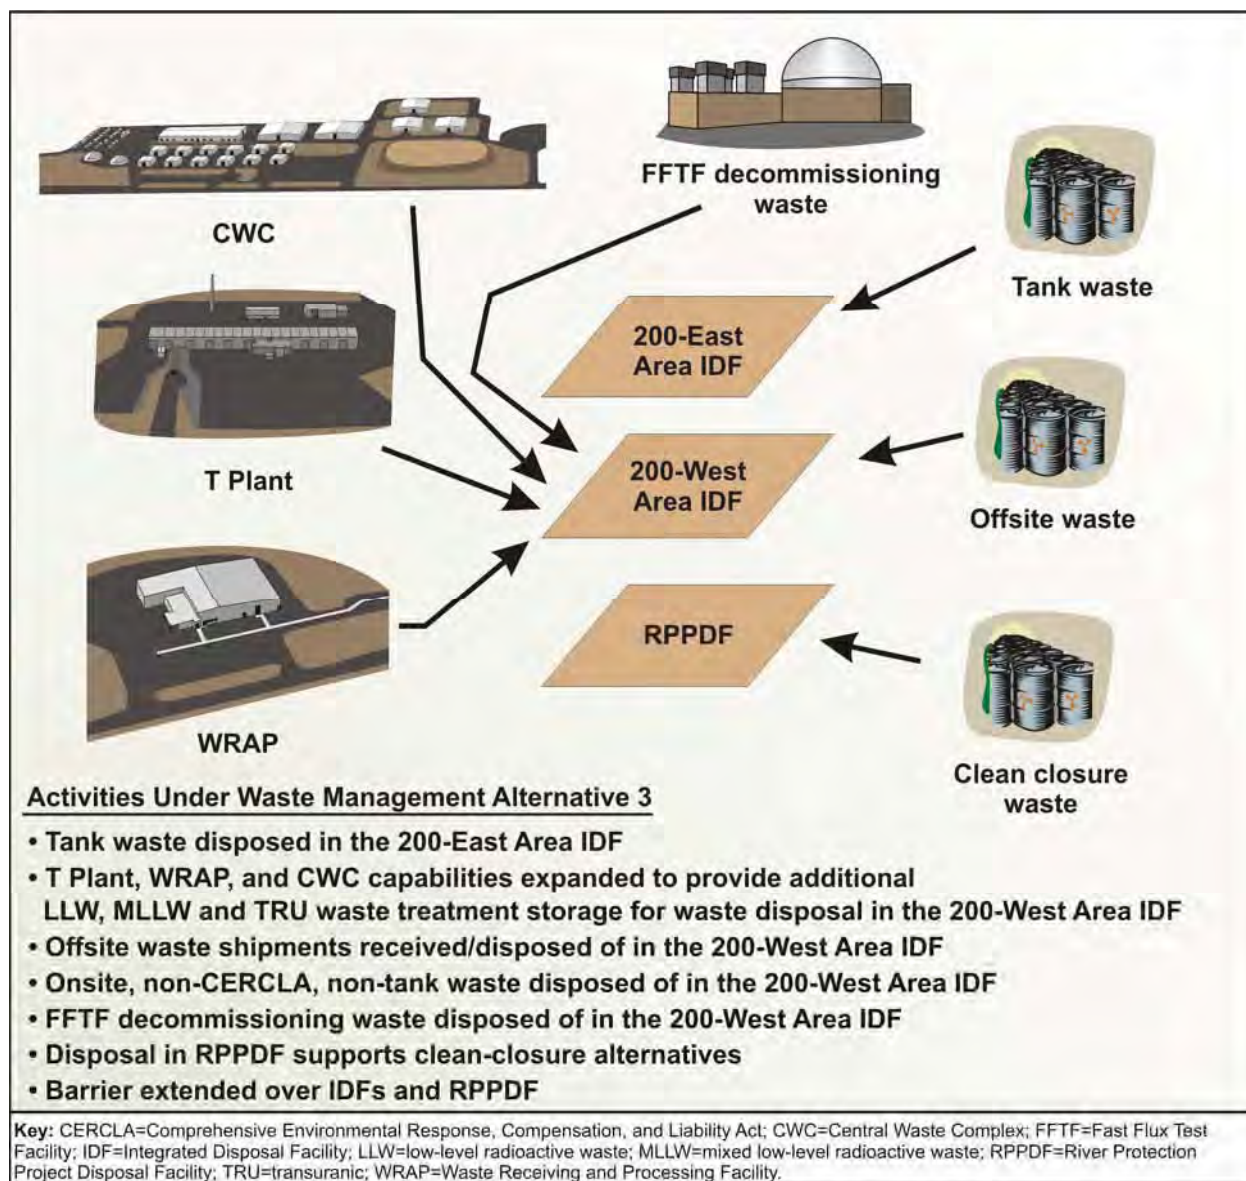 FFTF decommissioning
waste
CWC
Tank waste
200-East
Area IDF
T Plant
200-West
Area IDF
Offsite waste
RPPDF
WRAP
Clean closure
waste
Activities Under Waste Management Alternative 3
• Tank waste disposed in the 200-East Area IDF
• T Plant, WRAP, and CWC capabilities expanded to provide additional
LLW, MLLW and TRU waste treatment storage for waste disposal in the 200-West Area IDF
• Offsite waste shipments received/disposed of in the 200-West Area IDF
• Onsite, non-CERCLA, non-tank waste disposed of in the 200-West Area IDF
• FFTF decommissioning waste disposed of in the 200-West Area IDF
• Disposal in RPPDF supports clean-closure alternatives
• Barrier extended over IDFs and RPPDF
Key: CERCLA=Comprehensive Environmental Response, Compensation, and Liability Act; CWC=Central Waste Complex; FFTF=Fast Flux Test
Facility; IDF=Integrated Disposal Facility; LLW=low-level radioactive waste; MLLW=mixed low-level radioactive waste; RPPDF=River Protection
Project Disposal Facility; TRU=transuranic; WRAP=Waste Receiving and Processing Facility.